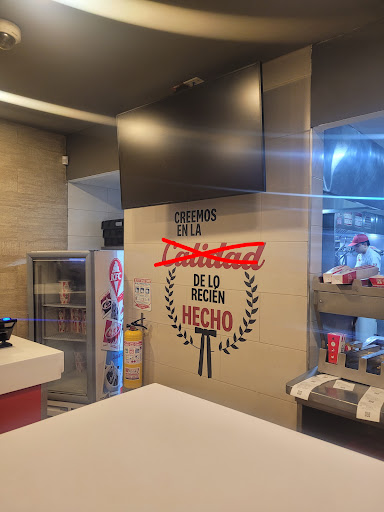 CREEMOS
EN LA
Calidad
DE LO
RECIÉN
HECHO